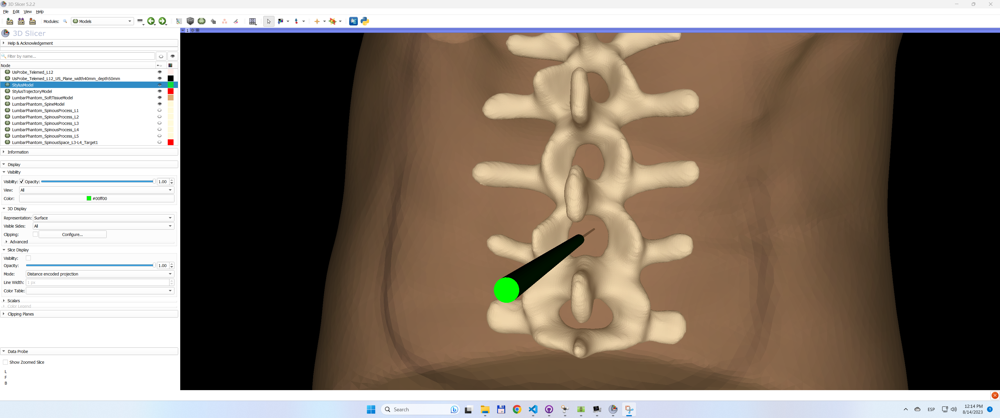 3D Slicer 5.2.2
File Edit View Help
DATA DCM SAVE Modules: Models
1
3D Slicer
Help & Acknowledgement
Filter by name...
Node
UsProbe_Telemed_L12
UsProbe_Telemed_L12_US_Plane_width40mm_depth50mm
StylusModel
StylusTrajectoryModel
LumbarPhantom_SoftTissueModel
LumbarPhantom_SpineModel
LumbarPhantom_SpinousProcess_L1
LumbarPhantom_SpinousProcess_L2
LumbarPhantom_SpinousProcess_L3
LumbarPhantom_SpinousProcess_L4
LumbarPhantom_SpinousProcess_L5
LumbarPhantom_SpinousSpace_L3-L4_Target1
Information
Display
Visibility
Visibility: Opacity: 1.00
View: All
Color: #00ff00
3D Display
Representation: Surface
Visible Sides: All
Clipping: Configure...
Advanced
Slice Display
Visibility:
Opacity: 1.00
Mode: Distance encoded projection
Line Width: 1 px
Color Table:
Scalars
Color Legend
Clipping Planes
Data Probe
Show Zoomed Slice
L
F
B
Search
ESP
12:14 PM
8/14/2023
1